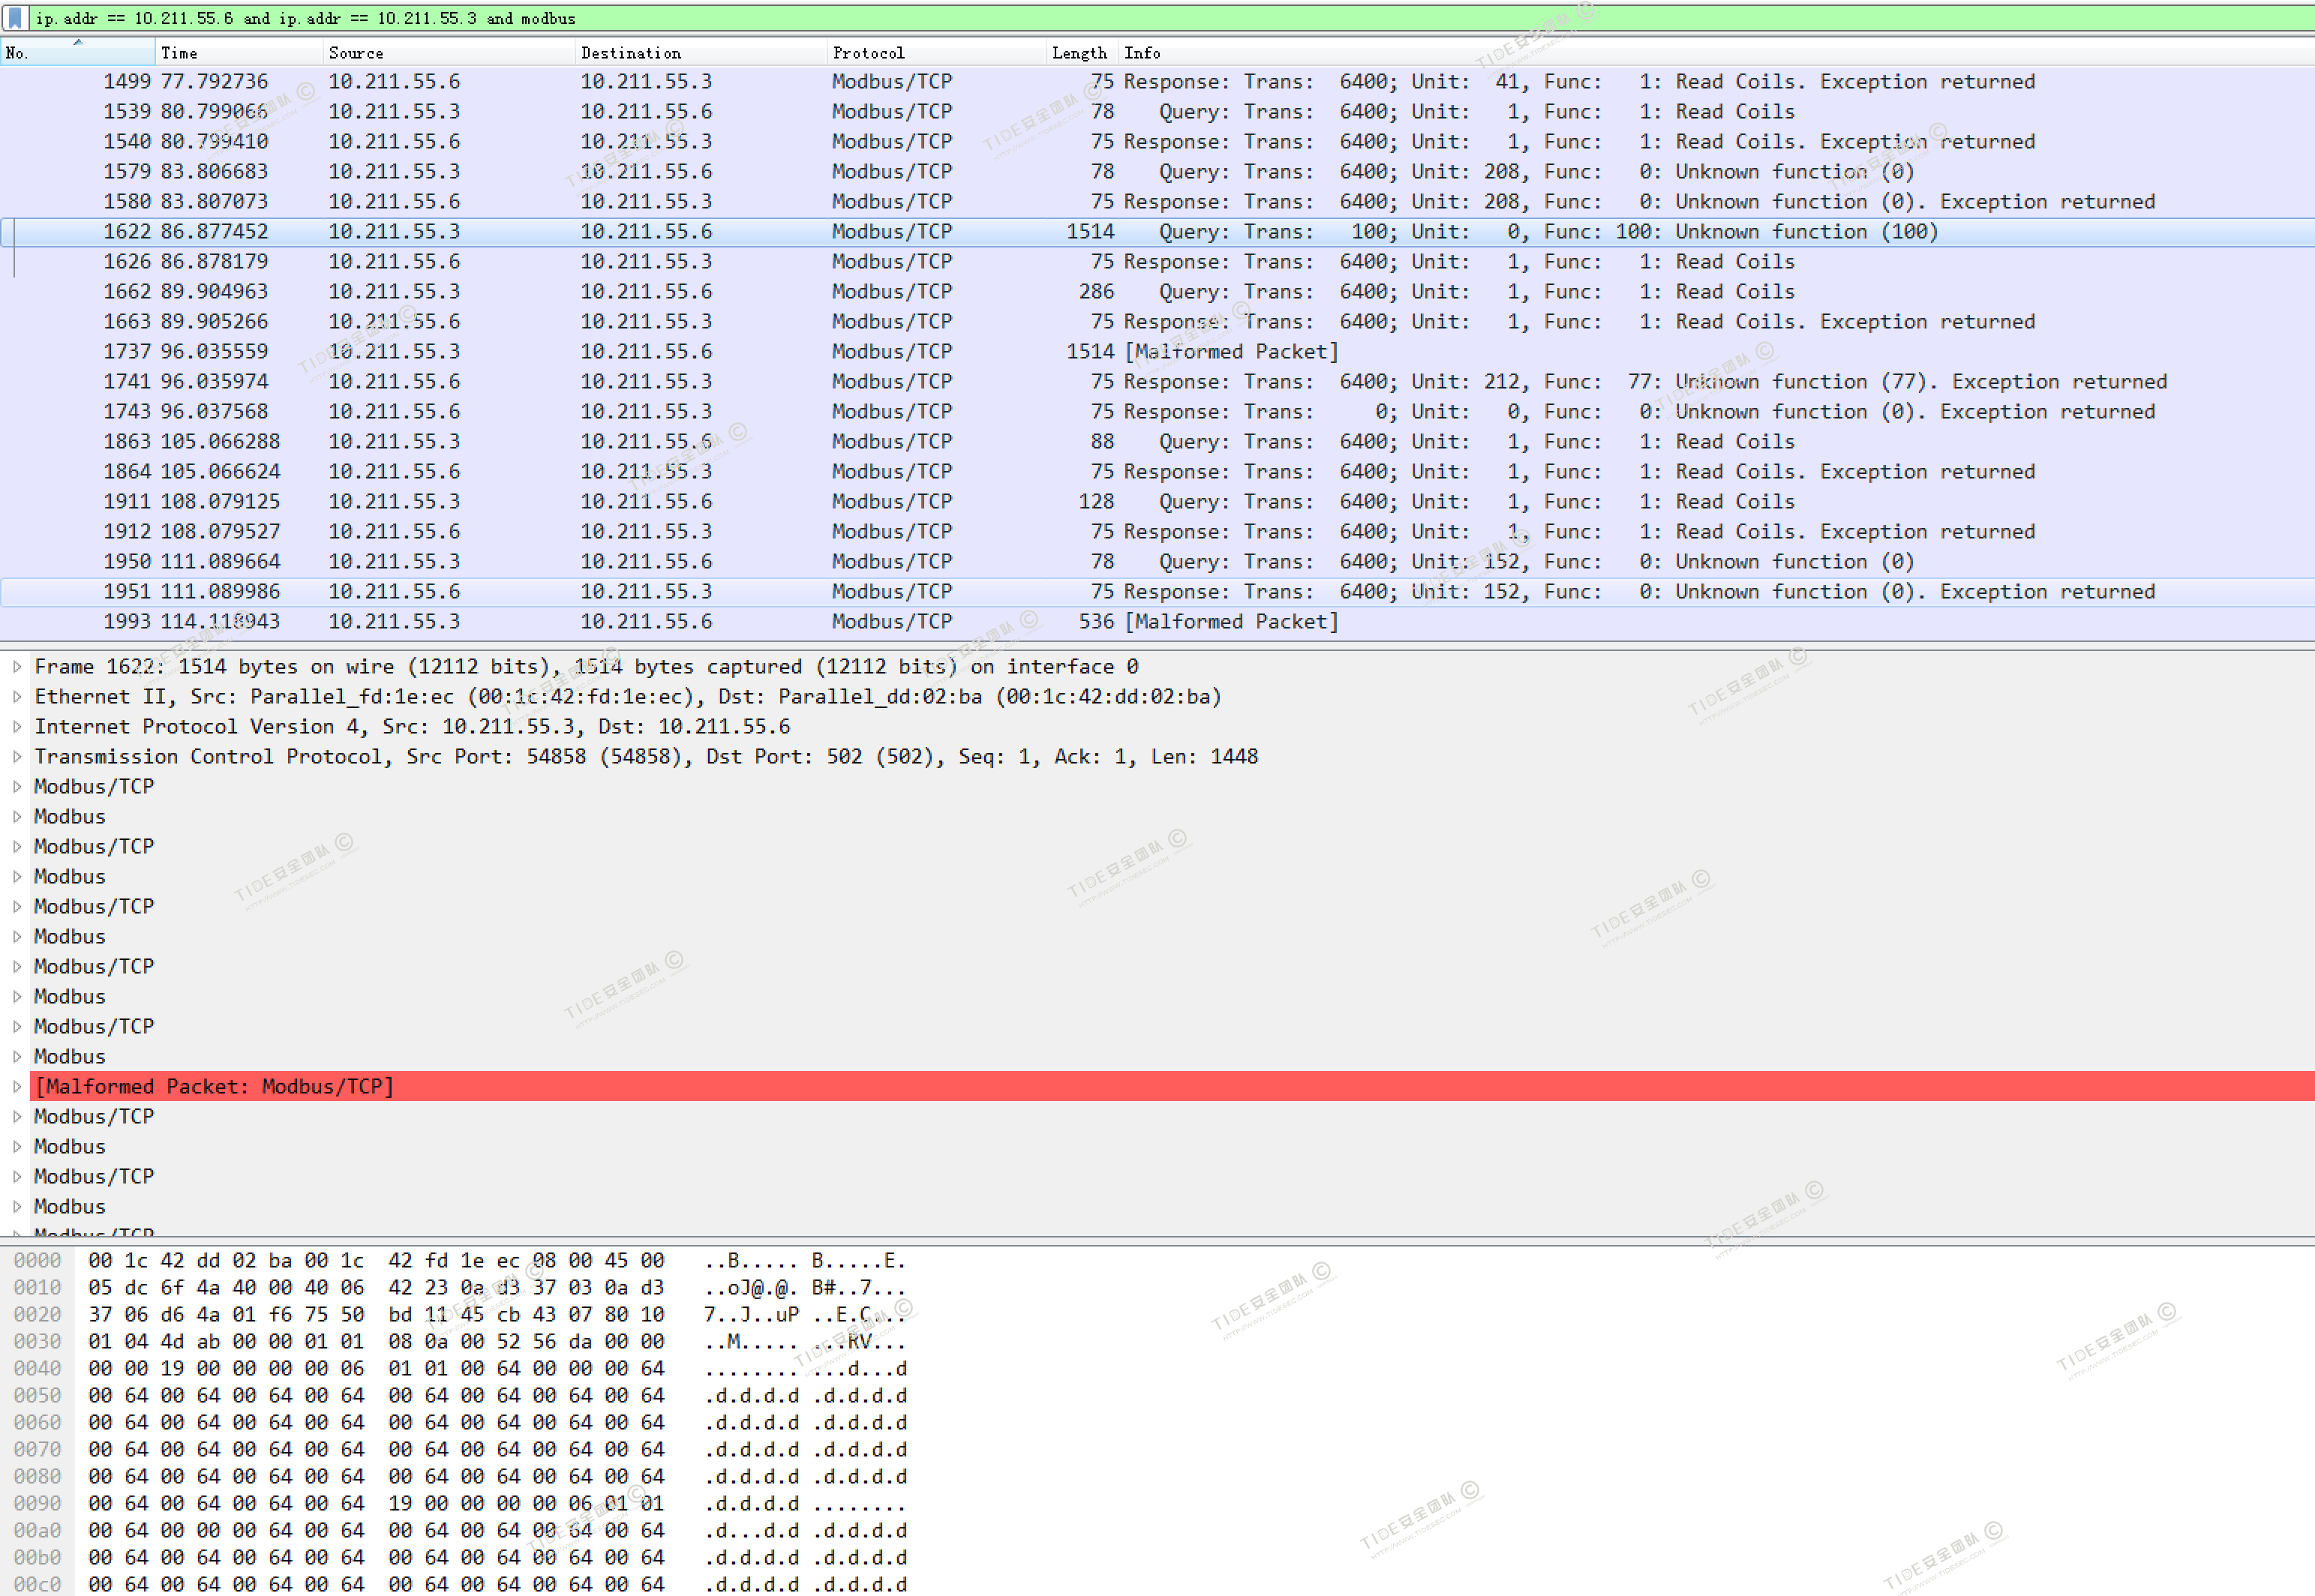 ip.addr == 10.211.55.6 and ip.addr == 10.211.55.3 and modbus
No. Time Source Destination Protocol Length Info
1499 77.792736 10.211.55.6 10.211.55.3 Modbus/TCP 75 Response: Trans: 6400; Unit: 41, Func: 1: Read Coils. Exception returned
1539 80.799066 10.211.55.3 10.211.55.6 Modbus/TCP 78 Query: Trans: 6400; Unit: 1, Func: 1: Read Coils
1540 80.799410 10.211.55.6 10.211.55.3 Modbus/TCP 75 Response: Trans: 6400; Unit: 1, Func: 1: Read Coils. Exception returned
1579 83.806683 10.211.55.3 10.211.55.6 Modbus/TCP 78 Query: Trans: 6400; Unit: 208, Func: 0: Unknown function (0)
1580 83.807073 10.211.55.6 10.211.55.3 Modbus/TCP 75 Response: Trans: 6400; Unit: 208, Func: 0: Unknown function (0). Exception returned
1622 86.877452 10.211.55.3 10.211.55.6 Modbus/TCP 1514 Query: Trans: 100; Unit: 0, Func: 100: Unknown function (100)
1626 86.878179 10.211.55.6 10.211.55.3 Modbus/TCP 75 Response: Trans: 6400; Unit: 1, Func: 1: Read Coils
1662 89.904963 10.211.55.3 10.211.55.6 Modbus/TCP 286 Query: Trans: 6400; Unit: 1, Func: 1: Read Coils
1663 89.905266 10.211.55.6 10.211.55.3 Modbus/TCP 75 Response: Trans: 6400; Unit: 1, Func: 1: Read Coils. Exception returned
1737 96.035559 10.211.55.3 10.211.55.6 Modbus/TCP 1514 [Malformed Packet]
1741 96.035974 10.211.55.6 10.211.55.3 Modbus/TCP 75 Response: Trans: 6400; Unit: 212, Func: 77: Unknown function (77). Exception returned
1743 96.037568 10.211.55.6 10.211.55.3 Modbus/TCP 75 Response: Trans: 0; Unit: 0, Func: 0: Unknown function (0). Exception returned
1863 105.066288 10.211.55.3 10.211.55.6 Modbus/TCP 88 Query: Trans: 6400; Unit: 1, Func: 1: Read Coils
1864 105.066624 10.211.55.6 10.211.55.3 Modbus/TCP 75 Response: Trans: 6400; Unit: 1, Func: 1: Read Coils. Exception returned
1911 108.079125 10.211.55.3 10.211.55.6 Modbus/TCP 128 Query: Trans: 6400; Unit: 1, Func: 1: Read Coils
1912 108.079527 10.211.55.6 10.211.55.3 Modbus/TCP 75 Response: Trans: 6400; Unit: 1, Func: 1: Read Coils. Exception returned
1950 111.089664 10.211.55.3 10.211.55.6 Modbus/TCP 78 Query: Trans: 6400; Unit: 152, Func: 0: Unknown function (0)
1951 111.089986 10.211.55.6 10.211.55.3 Modbus/TCP 75 Response: Trans: 6400; Unit: 152, Func: 0: Unknown function (0). Exception returned
1993 10.211.55.3 10.211.55.6 Modbus/TCP 536 [Malformed Packet]
Frame 1622: 1514 bytes on wire (12112 bits), 1514 bytes captured (12112 bits) on interface 0
Ethernet II, Src: Parallel_fd:1e:ec (00:1c:42:fd:1e:ec), Dst: Parallel_dd:02:ba (00:1c:42:dd:02:ba)
Internet Protocol Version 4, Src: 10.211.55.3, Dst: 10.211.55.6
Transmission Control Protocol, Src Port: 54858 (54858), Dst Port: 502 (502), Seq: 1, Ack: 1, Len: 1448
Modbus/TCP
Modbus
Modbus/TCP
Modbus
Modbus/TCP
Modbus
Modbus/TCP
Modbus
Modbus/TCP
Modbus
[Malformed Packet: Modbus/TCP]
Modbus/TCP
Modbus
Modbus/TCP
Modbus
Modbus/TCP
0000 00 1c 42 dd 02 ba 00 1c 42 fd 1e ec 08 00 45 00 ..B..... B.....E.
0010 05 dc 6f 4a 40 00 40 06 42 23 0a d3 37 03 0a d3 ..oJ@.@. B#..7...
0020 37 06 d6 4a 01 f6 75 50 bd 11 45 cb 43 07 80 10 7..J..uP ..E.C...
0030 01 04 4d ab 00 00 01 01 08 0a 00 52 56 da 00 00 ..M..... ...RV...
0040 00 00 19 00 00 00 00 06 01 01 00 64 00 00 00 64 ........ ...d...d
0050 00 64 00 64 00 64 00 64 00 64 00 64 00 64 00 64 .d.d.d.d .d.d.d.d
0060 00 64 00 64 00 64 00 64 00 64 00 64 00 64 00 64 .d.d.d.d .d.d.d.d
0070 00 64 00 64 00 64 00 64 00 64 00 64 00 64 00 64 .d.d.d.d .d.d.d.d
0080 00 64 00 64 00 64 00 64 00 64 00 64 00 64 00 64 .d.d.d.d .d.d.d.d
0090 00 64 00 64 00 64 00 64 19 00 00 00 00 06 01 01 .d.d.d.d ........
00a0 00 64 00 00 00 64 00 64 00 64 00 64 00 64 00 64 .d...d.d .d.d.d.d
00b0 00 64 00 64 00 64 00 64 00 64 00 64 00 64 00 64 .d.d.d.d .d.d.d.d
00c0 00 64 00 64 00 64 00 64 00 64 00 64 00 64 00 64 .d.d.d.d .d.d.d.d
TIDE安全团队 ©
HTTP://WWW.TIDESEC.COM